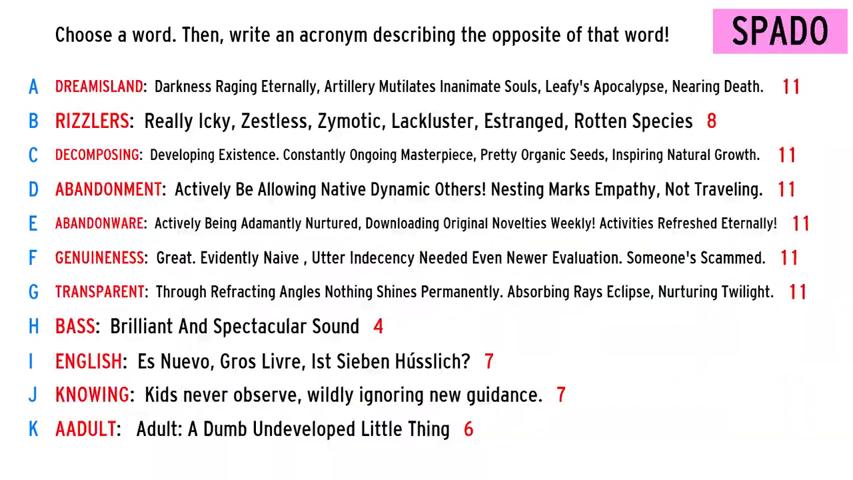 Choose a word. Then, write an acronym describing the opposite of that word!
SPADO
A DREAMISLAND: Darkness Raging Eternally, Artillery Mutilates Inanimate Souls, Leafy's Apocalypse, Nearing Death. 11
B RIZZLERS: Really Icky, Zestless, Zymotic, Lackluster, Estranged, Rotten Species 8
C DECOMPOSING: Developing Existence. Constantly Ongoing Masterpiece, Pretty Organic Seeds, Inspiring Natural Growth. 11
D ABANDONMENT: Actively Be Allowing Native Dynamic Others! Nesting Marks Empathy, Not Traveling. 11
E ABANDONWARE: Actively Being Adamantly Nurtured, Downloading Original Novelties Weekly! Activities Refreshed Eternally! 11
F GENUINENESS: Great. Evidently Naive , Utter Indecency Needed Even Newer Evaluation. Someone's Scammed. 11
G TRANSPARENT: Through Refracting Angles Nothing Shines Permanently. Absorbing Rays Eclipse, Nurturing Twilight. 11
H BASS: Brilliant And Spectacular Sound 4
I ENGLISH: Es Nuevo, Gros Livre, Ist Sieben Hússlich? 7
J KNOWING: Kids never observe, wildly ignoring new guidance. 7
K AADULT: Adult: A Dumb Undeveloped Little Thing 6